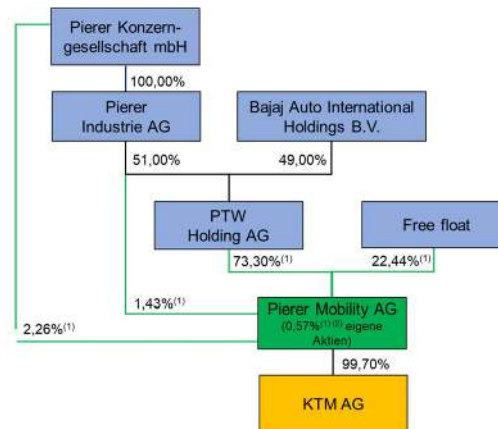 Pierer Konzern-
gesellschaft mbH
100,00%
Pierer
Industrie AG
Bajaj Auto International
Holdings B.V.
51,00%
49,00%
PTW
Holding AG
Free float
73,30%(1)
22,44%(1)
1,43%(1)
Pierer Mobility AG
(0,57%(1) (2) eigene
Aktien)
2,26%(1)
99,70%
KTM AG